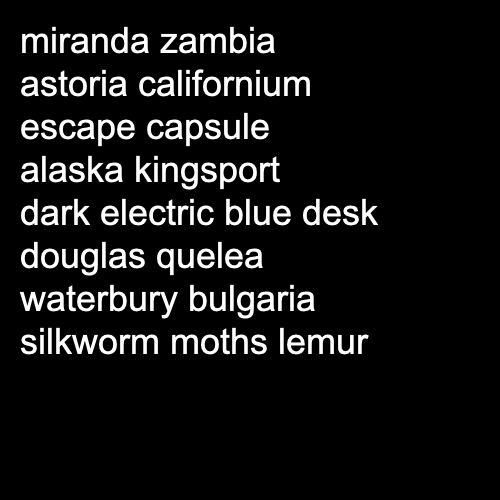 miranda zambia
astoria californium
escape capsule
alaska kingsport
dark electric blue desk
douglas quelea
waterbury bulgaria
silkworm moths lemur